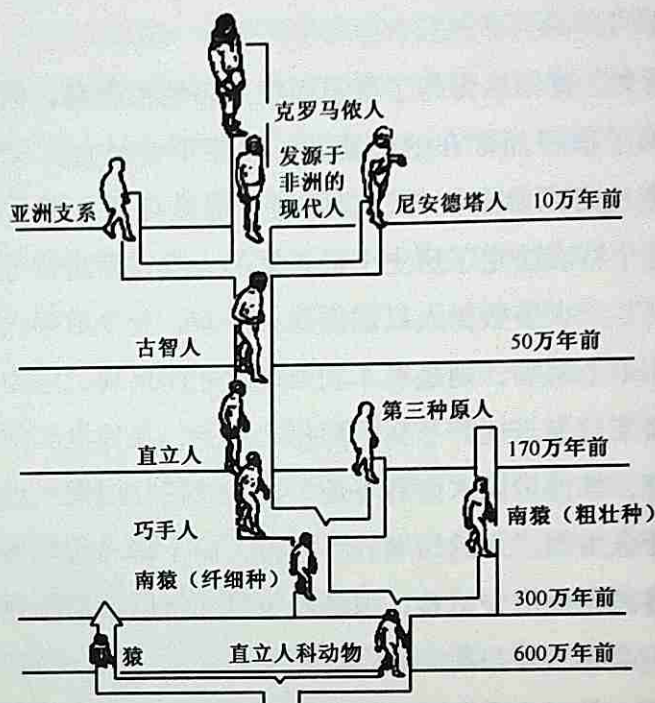 克罗马侬人
发源于
非洲的
现代人
亚洲支系
尼安德塔人
10万年前
古智人
50万年前
第三种原人
直立人
170万年前
南猿（粗壮种）
巧手人
南猿（纤细种）
300万年前
猿
直立人科动物
600万年前